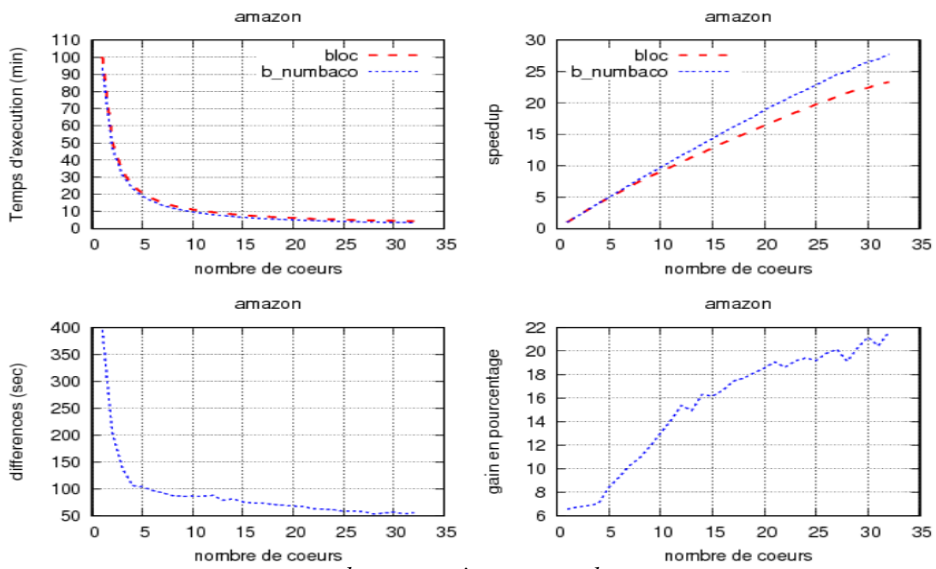 amazon
110
100
90
80
70
60
50
40
30
20
10
0
Temps d'execution (min)
bloc
b_numbaco
0 5 10 15 20 25 30 35
nombre de coeurs
amazon
30
25
20
15
10
5
0
speedup
bloc
b_numbaco
0 5 10 15 20 25 30 35
nombre de coeurs
amazon
400
350
300
250
200
150
100
50
differences (sec)
0 5 10 15 20 25 30 35
nombre de coeurs
amazon
22
20
18
16
14
12
10
8
6
gain en pourcentage
0 5 10 15 20 25 30 35
nombre de coeurs